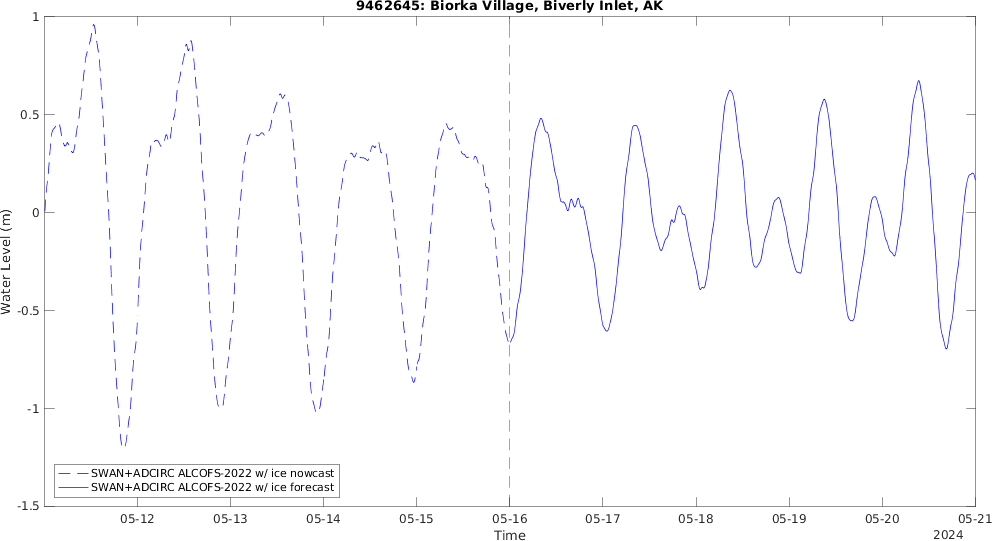 9462645: Biorka Village, Biverly Inlet, AK
Water Level (m)
1
0.5
0
-0.5
-1
-1.5
SWAN+ADCIRC ALCOFS-2022 w/ ice nowcast
SWAN+ADCIRC ALCOFS-2022 w/ ice forecast
05-12 05-13 05-14 05-15 05-16 05-17 05-18 05-19 05-20 05-21
Time
2024